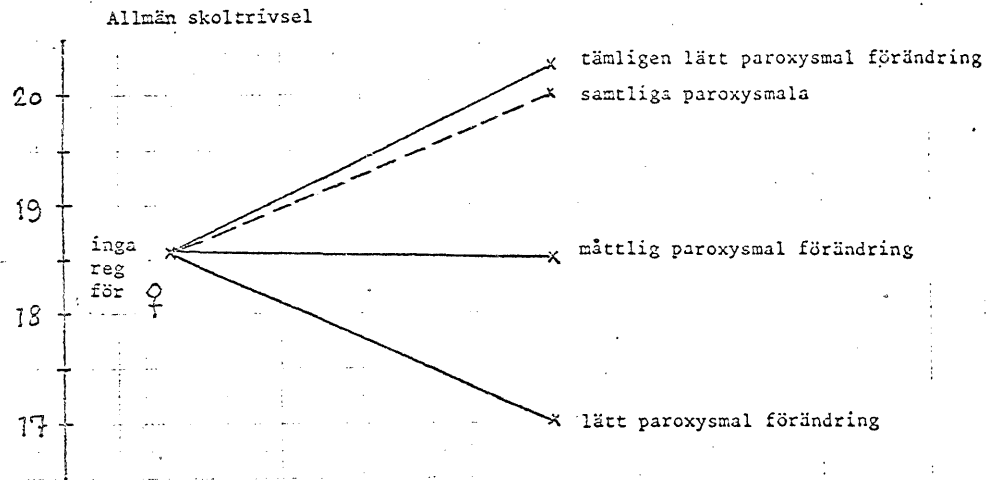 Allmän skoltrivsel
tämligen lätt paroxysmal förändring
20
samtliga paroxysmala
19
inga
reg
för ♀
måttlig paroxysmal förändring
18
17
lätt paroxysmal förändring